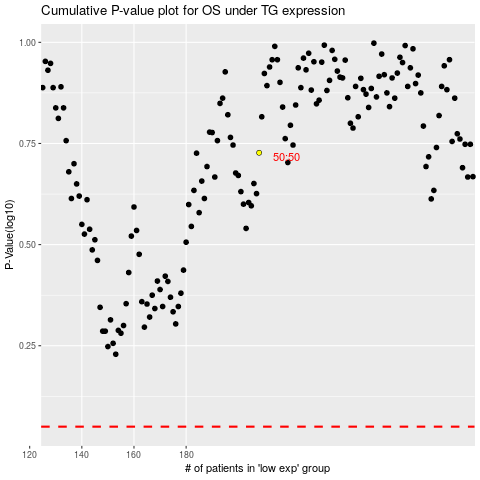 Cumulative P-value plot for OS under TG expression
1.00
0.75
0.50
0.25
P-Value(log10)
50:50
120 140 160 180
# of patients in 'low exp' group